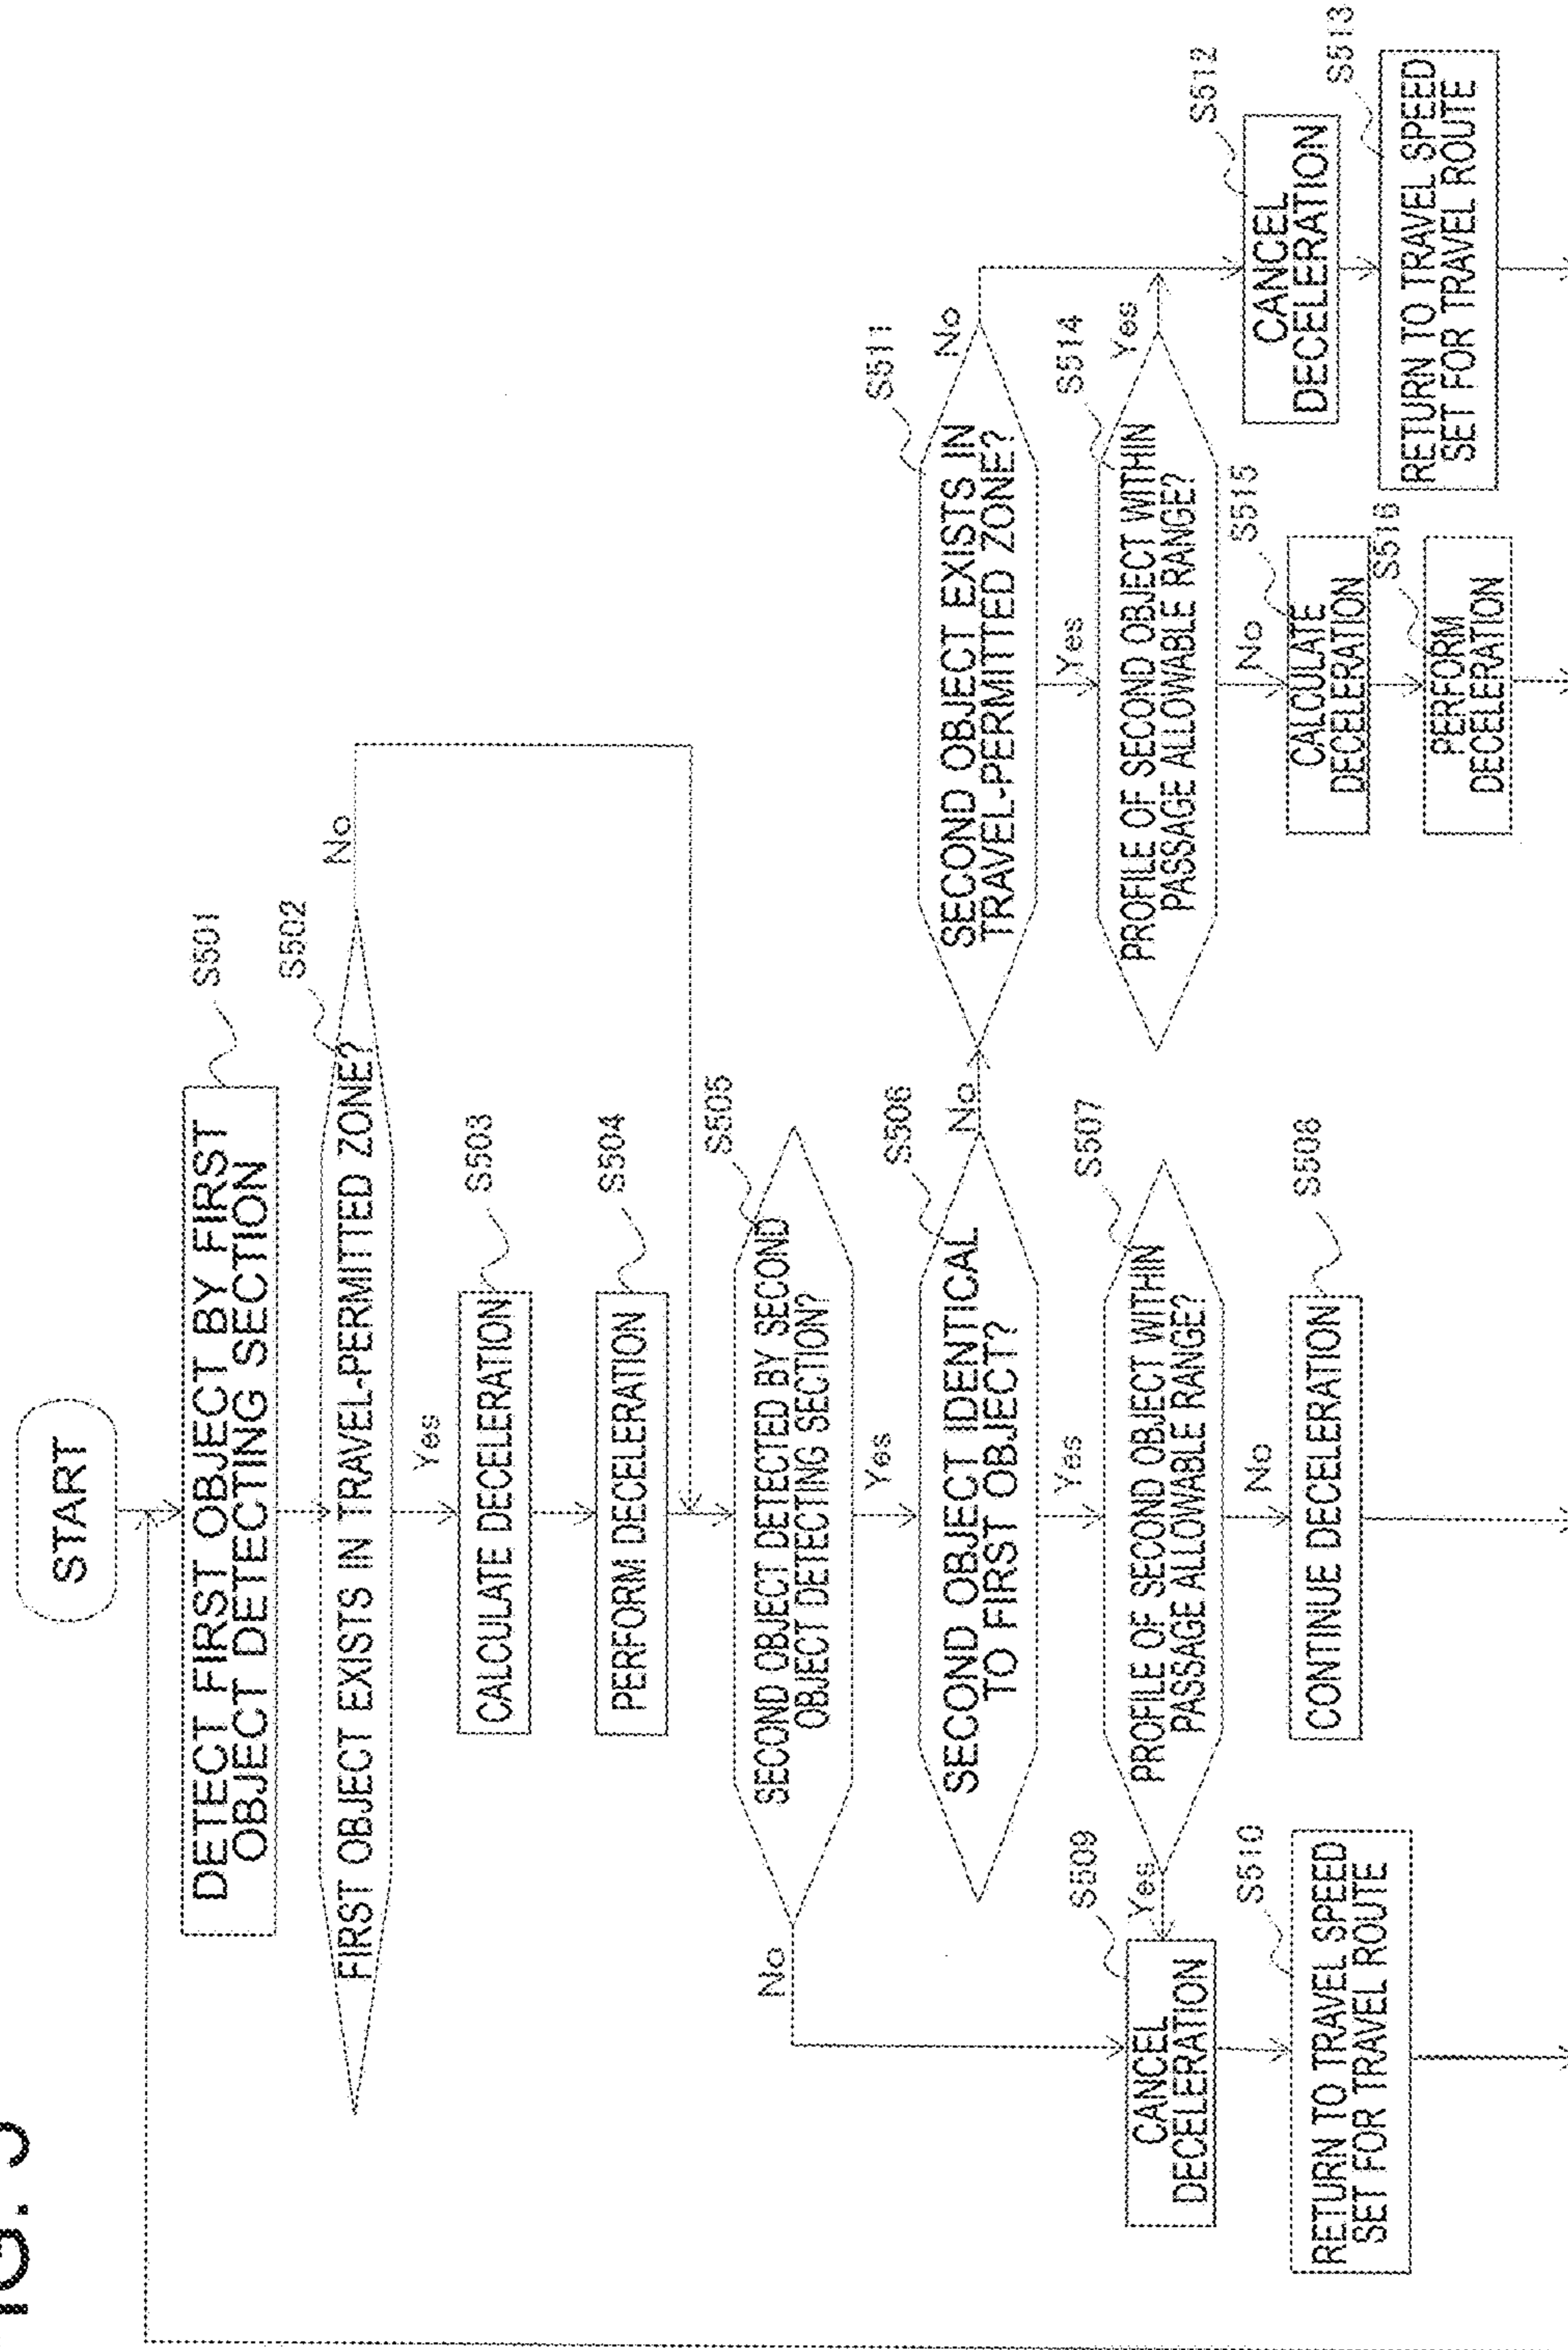 START
DETECT FIRST OBJECT BY FIRST
OBJECT DETECTING SECTION
S501
FIRST OBJECT EXISTS IN TRAVEL-PERMITTED ZONE?
S502
No
Yes
CALCULATE DECELERATION
S503
PERFORM DECELERATION
S504
SECOND OBJECT DETECTED BY SECOND
OBJECT DETECTING SECTION?
S505
No
Yes
SECOND OBJECT IDENTICAL
TO FIRST OBJECT?
S506
No
Yes
SECOND OBJECT EXISTS IN
TRAVEL-PERMITTED ZONE?
S511
No
Yes
PROFILE OF SECOND OBJECT WITHIN
PASSAGE ALLOWABLE RANGE?
S507
Yes
No
PROFILE OF SECOND OBJECT WITHIN
PASSAGE ALLOWABLE RANGE?
S514
Yes
No
CANCEL
DECELERATION
S509
RETURN TO TRAVEL SPEED
SET FOR TRAVEL ROUTE
S510
CONTINUE DECELERATION
S508
CALCULATE
DECELERATION
S515
PERFORM
DECELERATION
S516
CANCEL
DECELERATION
S512
RETURN TO TRAVEL SPEED
SET FOR TRAVEL ROUTE
S513